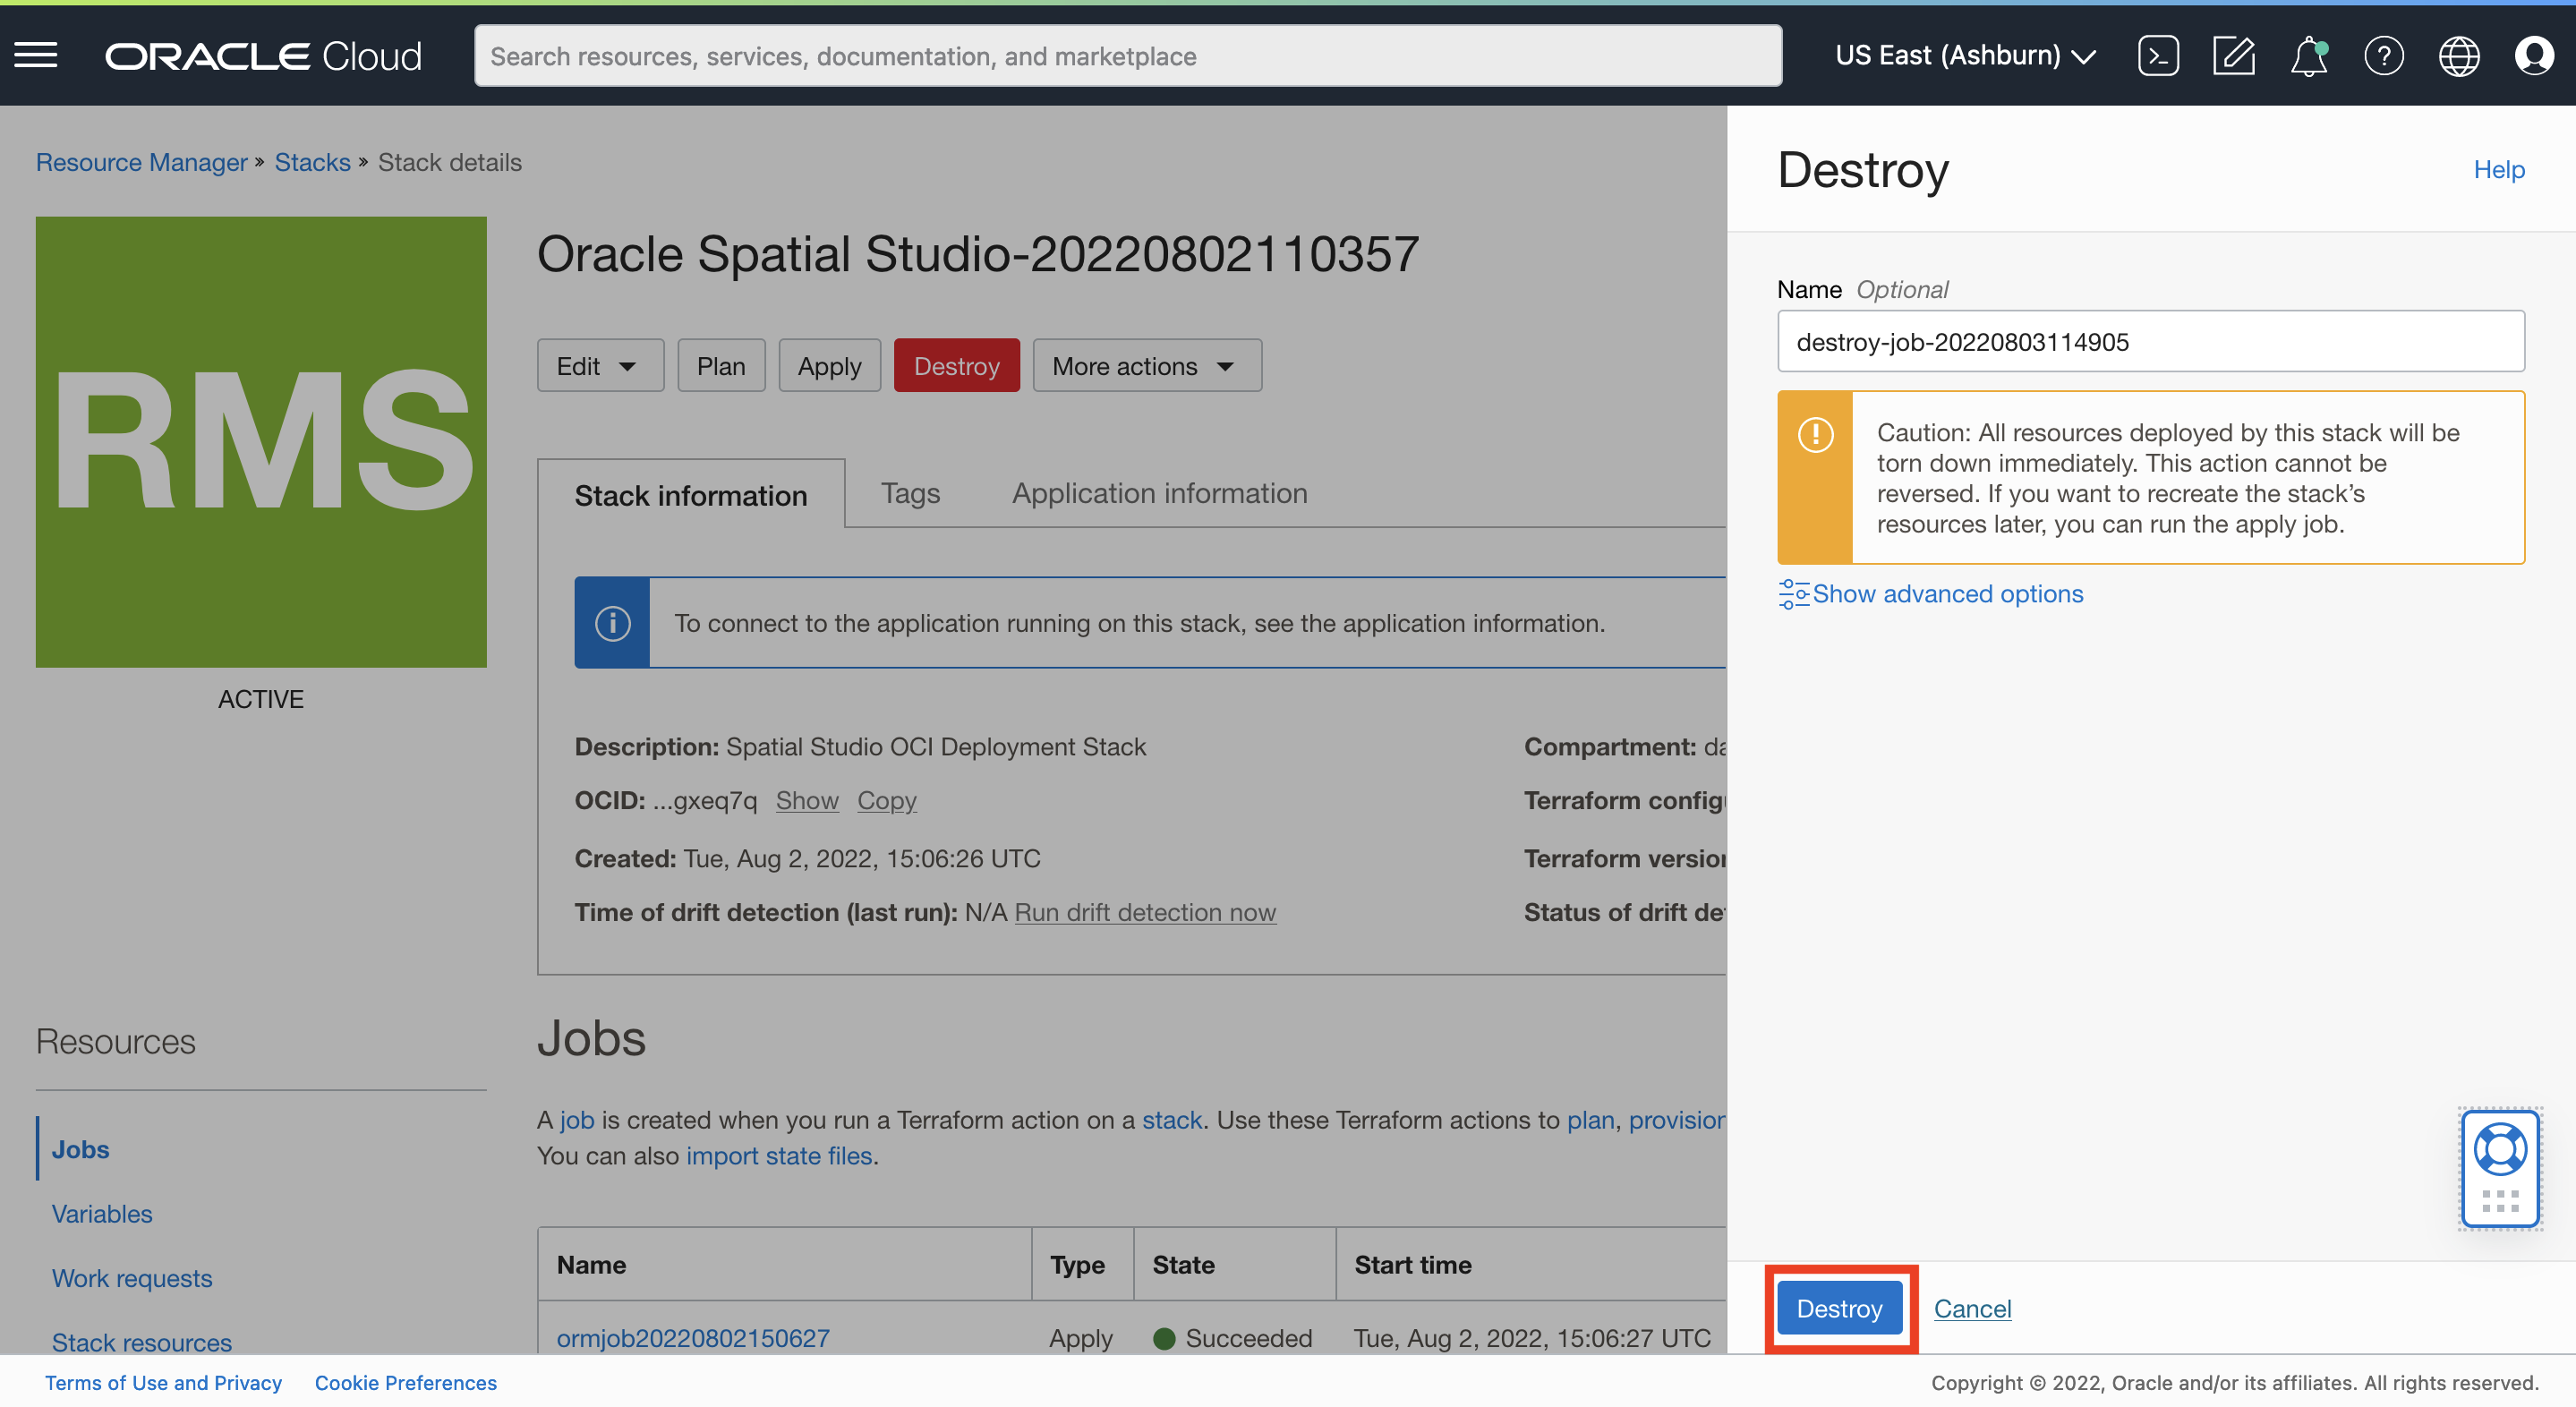 ORACLE Cloud
Search resources, services, documentation, and marketplace
US East (Ashburn)
Resource Manager » Stacks » Stack details
RMS
ACTIVE
Oracle Spatial Studio-20220802110357
Edit Plan Apply Destroy More actions
Stack information Tags Application information
To connect to the application running on this stack, see the application information.
Description: Spatial Studio OCI Deployment Stack
OCID: ...gxeq7q Show Copy
Created: Tue, Aug 2, 2022, 15:06:26 UTC
Time of drift detection (last run): N/A Run drift detection now
Compartment:
Terraform
Terraform
Status of drift
Resources
Jobs
Variables
Work requests
Stack resources
Jobs
A job is created when you run a Terraform action on a stack. Use these Terraform actions to plan, provision
You can also import state files.
Name Type State Start time
ormjob20220802150627 Apply Succeeded Tue, Aug 2, 2022, 15:06:27 UTC
Destroy
Help
Name Optional
destroy-job-20220803114905
Caution: All resources deployed by this stack will be
torn down immediately. This action cannot be
reversed. If you want to recreate the stack’s
resources later, you can run the apply job.
Show advanced options
Destroy Cancel
Terms of Use and Privacy Cookie Preferences
Copyright © 2022, Oracle and/or its affiliates. All rights reserved.